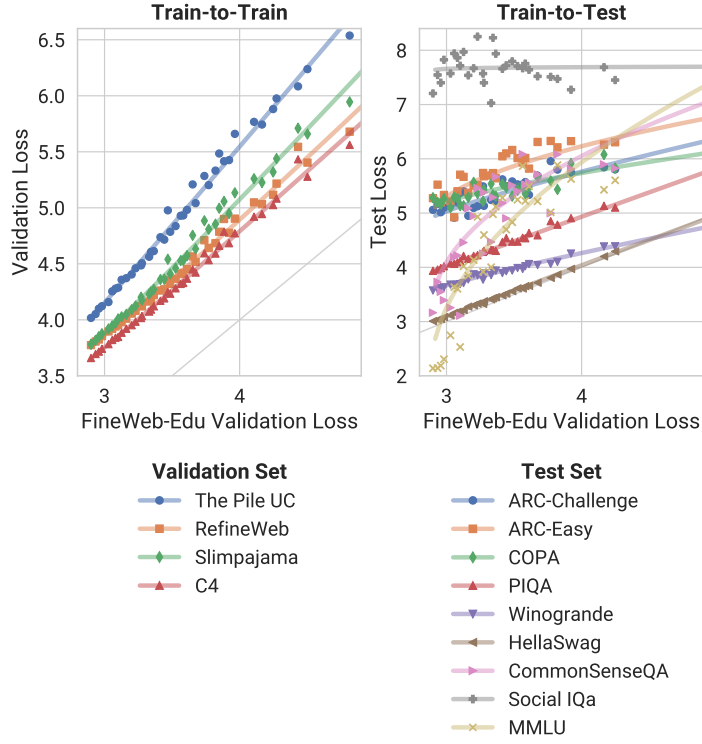 Train-to-Train
Train-to-Test
6.5
6.0
5.5
5.0
4.5
4.0
3.5
Validation Loss
3
4
FineWeb-Edu Validation Loss
8
7
6
5
4
3
2
Test Loss
3
4
FineWeb-Edu Validation Loss
Validation Set
The Pile UC
RefineWeb
Slimpajama
C4
Test Set
ARC-Challenge
ARC-Easy
COPA
PIQA
Winogrande
HellaSwag
CommonSenseQA
Social IQa
MMLU